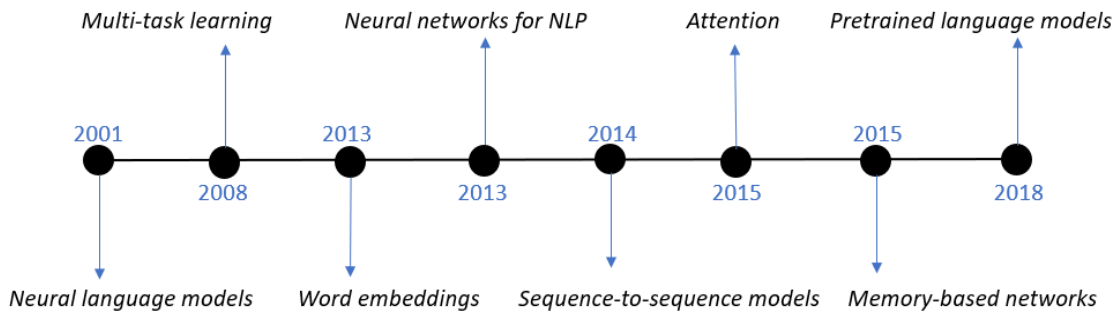 Multi-task learning
Neural networks for NLP
Attention
Pretrained language models
2001
2013
2014
2015
2008
2013
2015
2018
Neural language models
Word embeddings
Sequence-to-sequence models
Memory-based networks